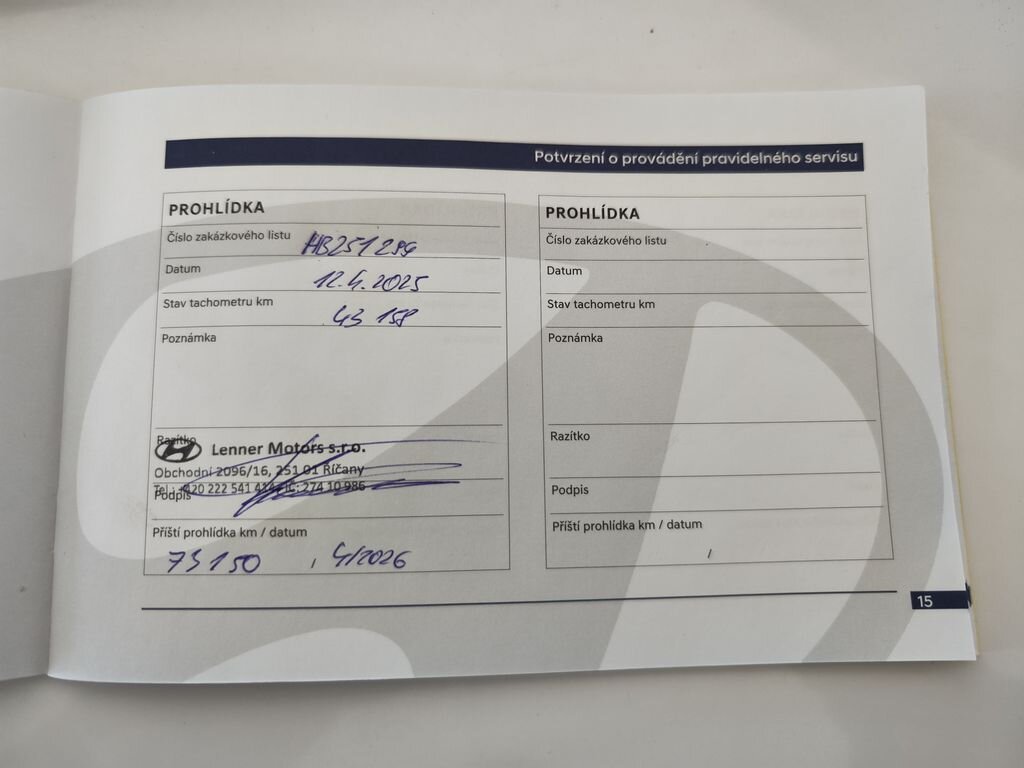 Potvrzení o provádění pravidelného servisu
PROHLÍDKA
Číslo zakázkového listu HB251299
Datum 12.4.2025
Stav tachometru km 43 158
Poznámka
Razítko
Lenner Motors s.r.o.
Obchodní 2096/16, 251 01 Říčany
Tel.: 420 222 541 414 IČ: 274 10 986
Podpis
Příští prohlídka km / datum
73150 / 4/2026
PROHLÍDKA
Číslo zakázkového listu
Datum
Stav tachometru km
Poznámka
Razítko
Podpis
Příští prohlídka km / datum
/
15